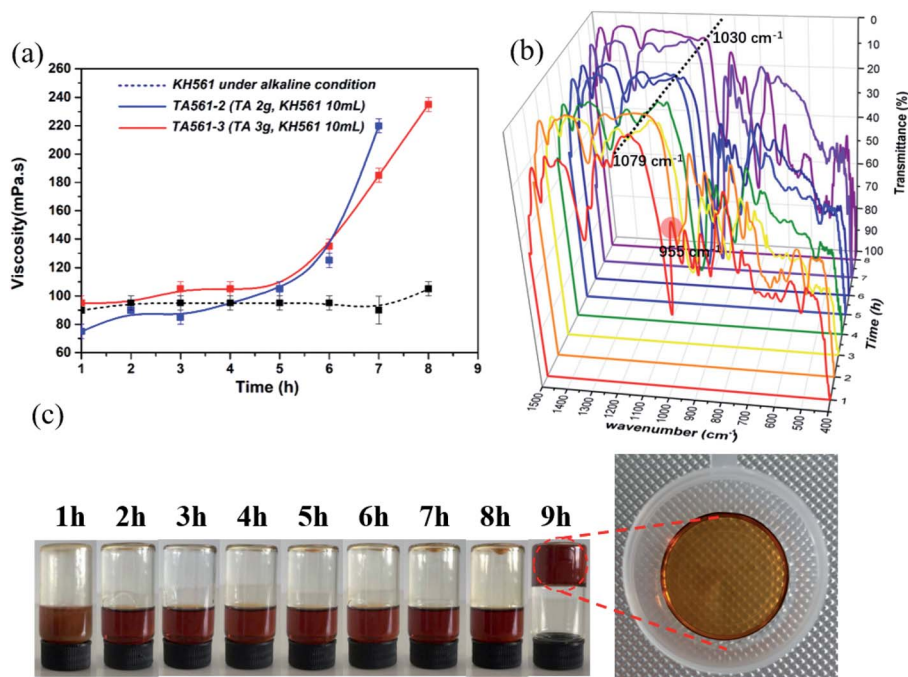 (a)
260
240
220
200
180
160
140
120
100
80
60
Viscosity(mPa.s)
KH561 under alkaline condition
TA561-2 (TA 2g, KH561 10mL)
TA561-3 (TA 3g, KH561 10mL)
1 2 3 4 5 6 7 8 9
Time (h)
(b)
1030 cm⁻¹
1079 cm⁻¹
955 cm⁻¹
0
10
20
30
40
50
60
70
80
90
100
Transmittance (%)
8
7
6
5
4
3
2
1
Time (h)
1500 1400 1300 1200 1100 1000 900 800 700 600 500 400
wavenumber (cm⁻¹)
(c)
1h 2h 3h 4h 5h 6h 7h 8h 9h